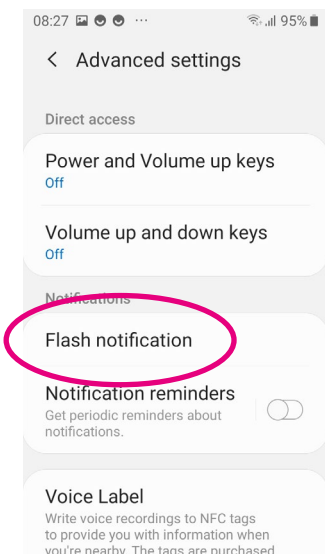 08:27 ... 95%
Advanced settings
Direct access
Power and Volume up keys
Off
Volume up and down keys
Off
Notifications
Flash notification
Notification reminders
Get periodic reminders about
notifications.
Voice Label
Write voice recordings to NFC tags
to provide you with information when
you're nearby. The tags are purchased